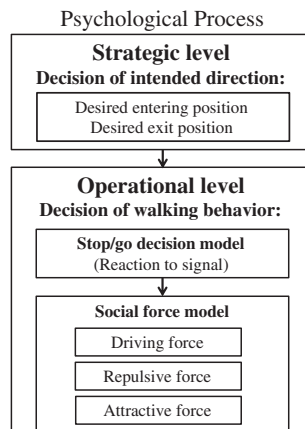 Psychological Process
Strategic level
Decision of intended direction:
Desired entering position
Desired exit position
Operational level
Decision of walking behavior:
Stop/go decision model
(Reaction to signal)
Social force model
Driving force
Repulsive force
Attractive force